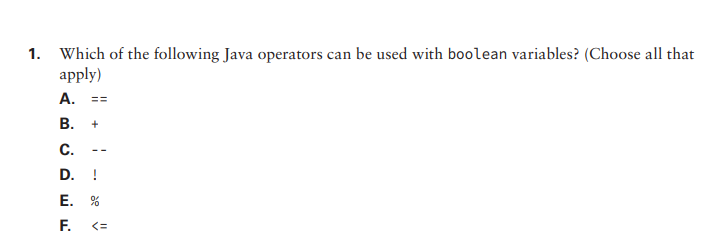 1. Which of the following Java operators can be used with boolean variables? (Choose all that
apply)
A. ==
B. +
C. --
D. !
E. %
F. <=